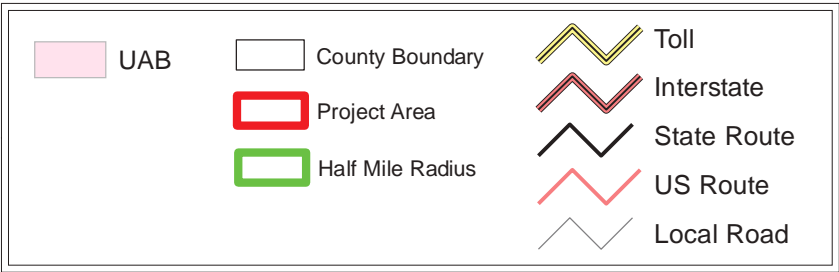 UAB
County Boundary
Project Area
Half Mile Radius
Toll
Interstate
State Route
US Route
Local Road